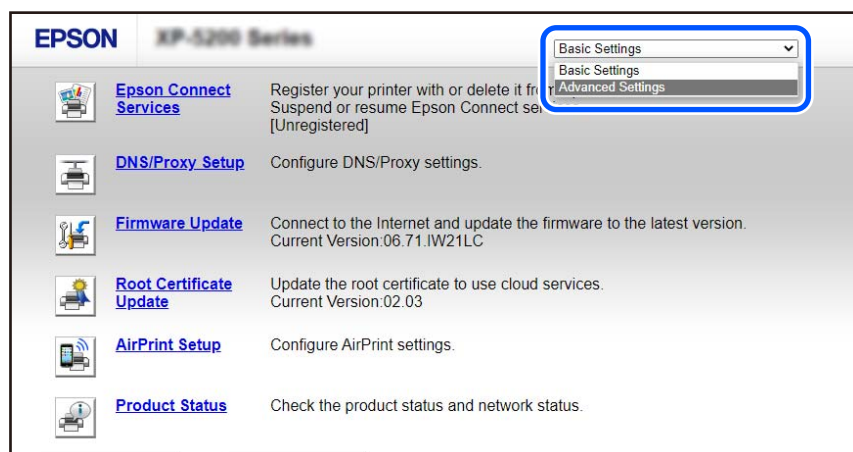 EPSON XP-5200 Series
Basic Settings
Basic Settings
Advanced Settings
Epson Connect Services
Register your printer with or delete it fr
Suspend or resume Epson Connect ser
[Unregistered]
DNS/Proxy Setup
Configure DNS/Proxy settings.
Firmware Update
Connect to the Internet and update the firmware to the latest version.
Current Version:06.71.IW21LC
Root Certificate
Update
Update the root certificate to use cloud services.
Current Version:02.03
AirPrint Setup
Configure AirPrint settings.
Product Status
Check the product status and network status.